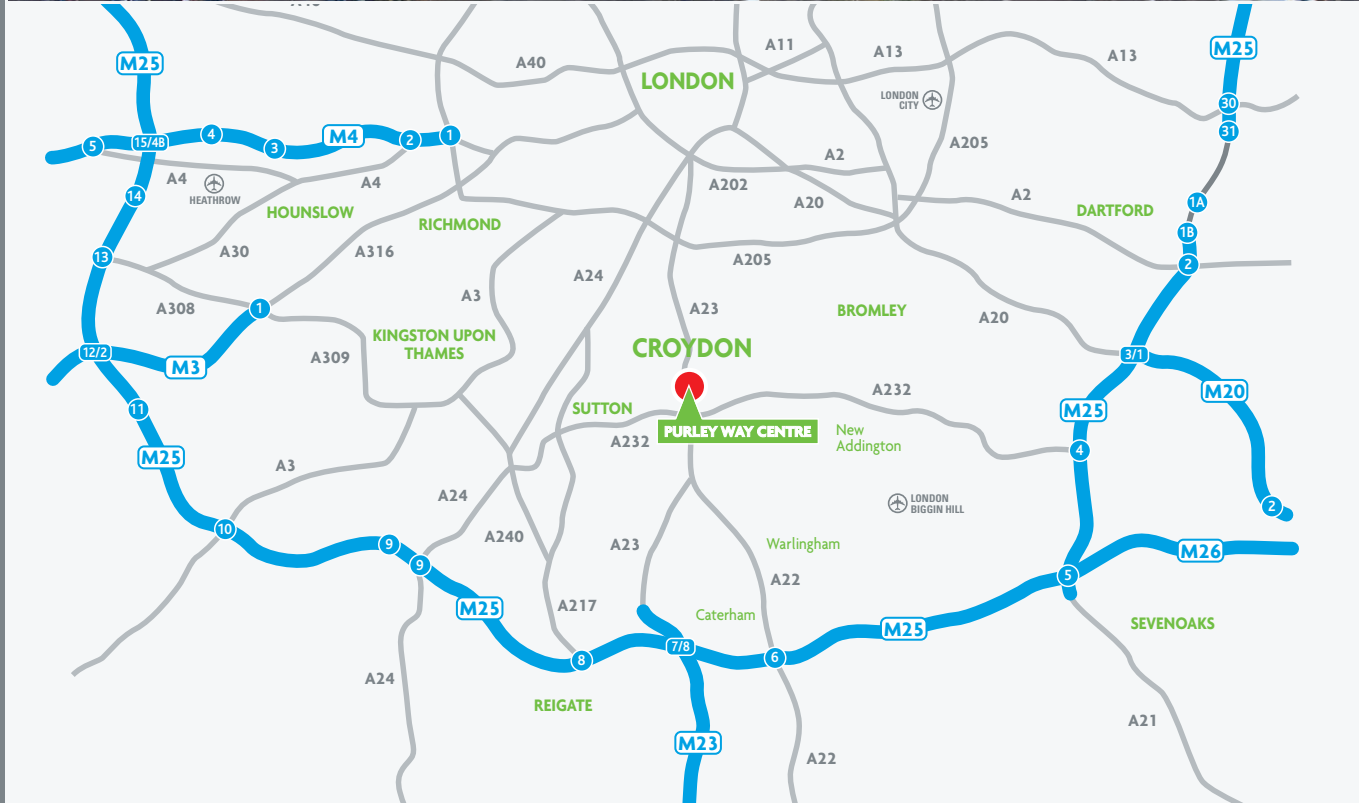 M25
A40
LONDON
A11
A13
A13
M25
LONDON
CITY
30
31
5
15/4B
4
3
M4
2
1
A205
A4
HEATHROW
A4
A2
A202
A20
A2
14
1A
HOUNSLOW
RICHMOND
DARTFORD
1B
13
A30
A316
A205
2
A24
A308
1
A3
A23
BROMLEY
A20
KINGSTON UPON
THAMES
CROYDON
12/2
M3
A309
3/1
A232
M20
11
SUTTON
M25
PURLEY WAY CENTRE
A232
New
Addington
4
M25
A3
A24
LONDON
BIGGIN HILL
2
10
9
9
A240
A23
Warlingham
M26
5
A22
M25
A217
Caterham
M25
SEVENOAKS
8
7/8
6
A24
REIGATE
A21
M23
A22